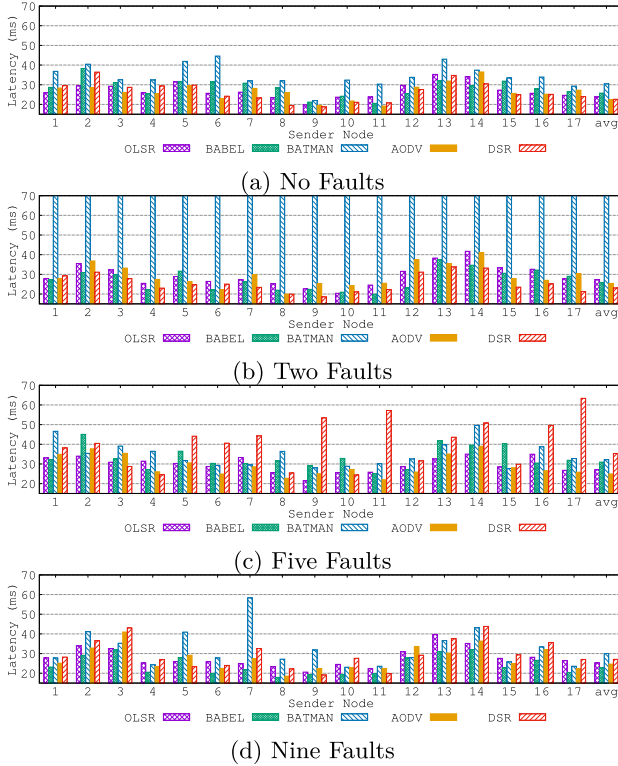 70
60
50
40
30
20
Latency (ms)
1 2 3 4 5 6 7 8 9 10 11 12 13 14 15 16 17 avg
Sender Node
OLSR BABEL BATMAN AODV DSR
(a) No Faults
70
60
50
40
30
20
Latency (ms)
1 2 3 4 5 6 7 8 9 10 11 12 13 14 15 16 17 avg
Sender Node
OLSR BABEL BATMAN AODV DSR
(b) Two Faults
70
60
50
40
30
20
Latency (ms)
1 2 3 4 5 6 7 8 9 10 11 12 13 14 15 16 17 avg
Sender Node
OLSR BABEL BATMAN AODV DSR
(c) Five Faults
70
60
50
40
30
20
Latency (ms)
1 2 3 4 5 6 7 8 9 10 11 12 13 14 15 16 17 avg
Sender Node
OLSR BABEL BATMAN AODV DSR
(d) Nine Faults